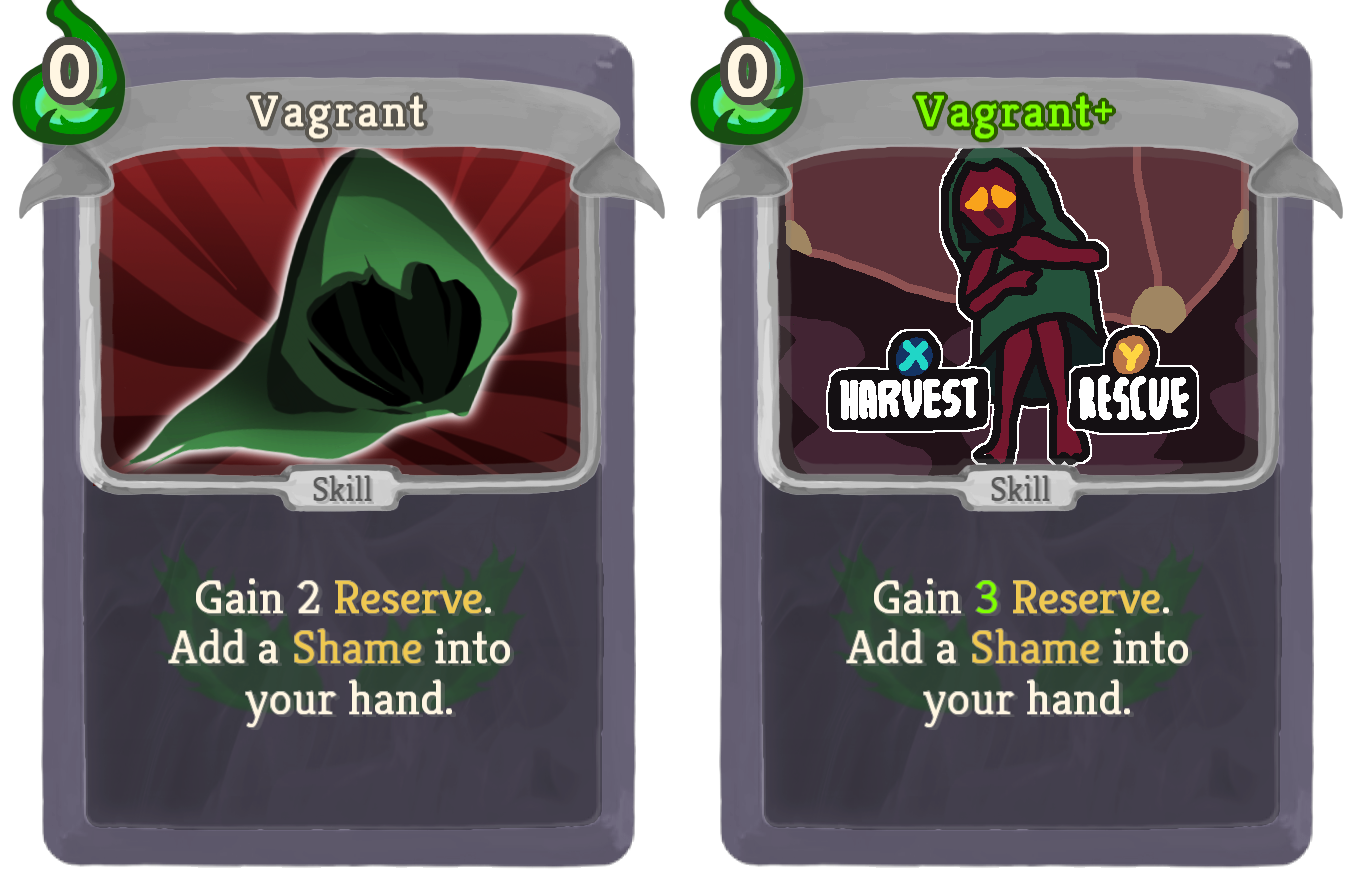 0
Vagrant
Skill
Gain 2 Reserve.
Add a Shame into
your hand.
0
Vagrant+
X
Y
HARVEST
RESCUE
Skill
Gain 3 Reserve.
Add a Shame into
your hand.